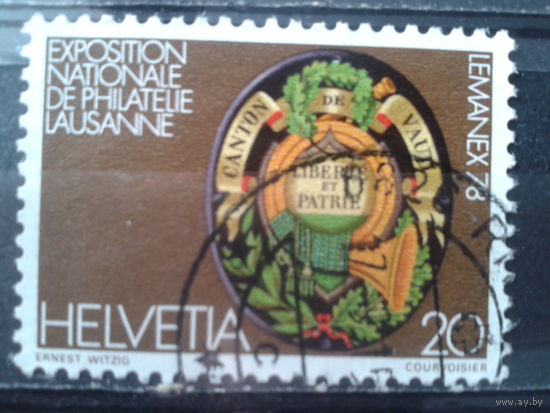 EXPOSITION
NATIONALE
DE PHILATELIE
LAUSANNE
LEMANEX 78
CANTON DE VAUD
LIBERTE
ET
PATRIE
HELVETIA 20
ERNEST WITZIG COURVOISIER
www.ay.by